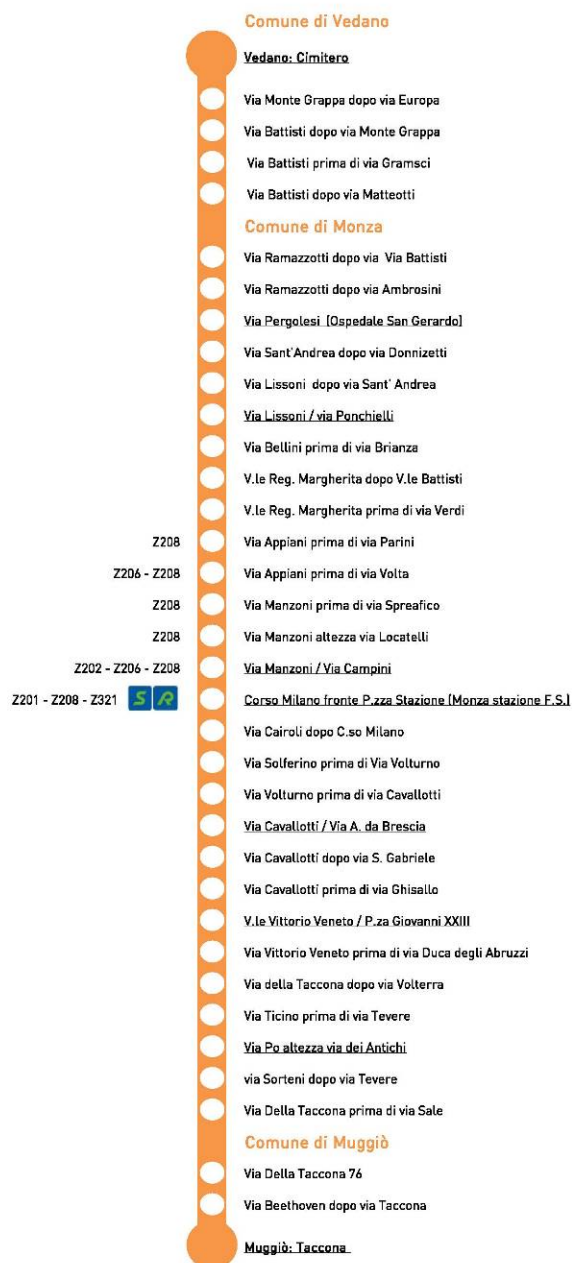 Comune di Vedano
Vedano: Cimitero
Via Monte Grappa dopo via Europa
Via Battisti dopo via Monte Grappa
Via Battisti prima di via Gramsci
Via Battisti dopo via Matteotti
Comune di Monza
Via Ramazzotti dopo via Via Battisti
Via Ramazzotti dopo via Ambrosini
Via Pergolesi (Ospedale San Gerardo)
Via Sant'Andrea dopo via Donnizetti
Via Lissoni dopo via Sant' Andrea
Via Lissoni / via Ponchielli
Via Bellini prima di via Brianza
V.le Reg. Margherita dopo V.le Battisti
V.le Reg. Margherita prima di via Verdi
Z208 Via Appiani prima di via Parini
Z206 - Z208 Via Appiani prima di via Volta
Z208 Via Manzoni prima di via Spreafico
Z208 Via Manzoni altezza via Locatelli
Z202 - Z206 - Z208 Via Manzoni / Via Campini
Z201 - Z208 - Z321 S R Corso Milano fronte P.zza Stazione (Monza stazione F.S.)
Via Cairoli dopo C.so Milano
Via Solferino prima di Via Volturno
Via Volturno prima di via Cavallotti
Via Cavallotti / Via A. da Brescia
Via Cavallotti dopo via S. Gabriele
Via Cavallotti prima di via Ghisallo
V.le Vittorio Veneto / P.za Giovanni XXIII
Via Vittorio Veneto prima di via Duca degli Abruzzi
Via della Taccona dopo via Volterra
Via Ticino prima di via Tevere
Via Po altezza via dei Antichi
via Sorteni dopo via Tevere
Via Della Taccona prima di via Sale
Comune di Muggiò
Via Della Taccona 76
Via Beethoven dopo via Taccona
Muggiò: Taccona